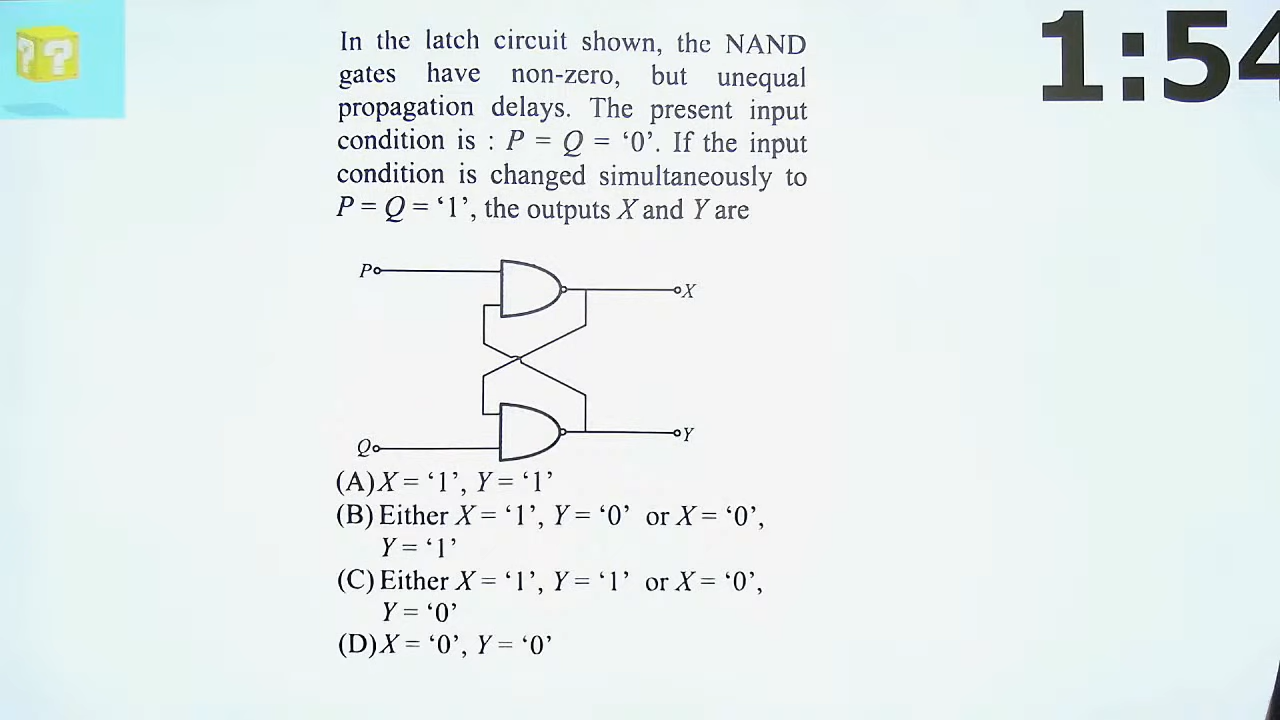 1:54
In the latch circuit shown, the NAND
gates have non-zero, but unequal
propagation delays. The present input
condition is : P = Q = ‘0’. If the input
condition is changed simultaneously to
P = Q = ‘1’, the outputs X and Y are
P
X
Q
Y
(A) X = ‘1’, Y = ‘1’
(B) Either X = ‘1’, Y = ‘0’ or X = ‘0’,
Y = ‘1’
(C) Either X = ‘1’, Y = ‘1’ or X = ‘0’,
Y = ‘0’
(D) X = ‘0’, Y = ‘0’
? ?